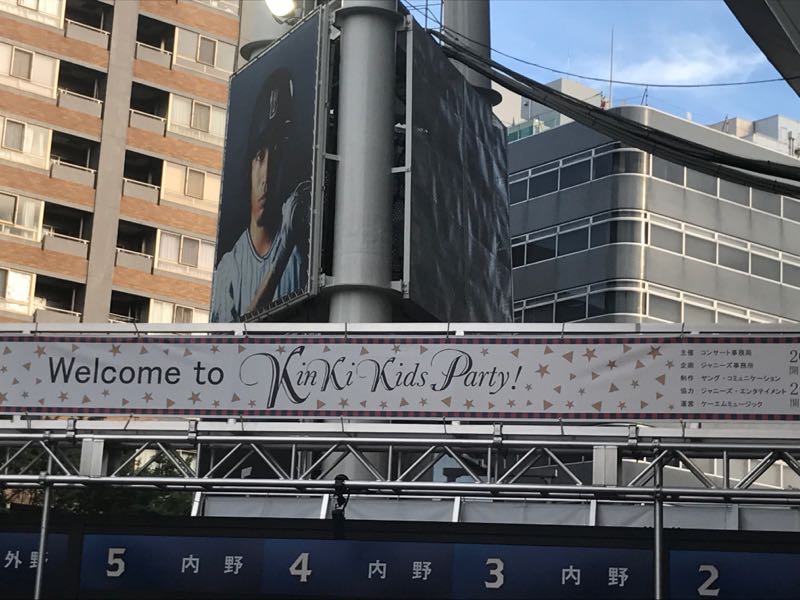 Welcome to KinKi Kids Party!
主催 コンサート事務局
企画 ジャニーズ事務所
制作 ヤング・コミュニケーション
協力 ジャニーズ・エンタテイメント
運営 ケーエムミュージック
開
開
外野 5 内野 4 内野 3 内野 2